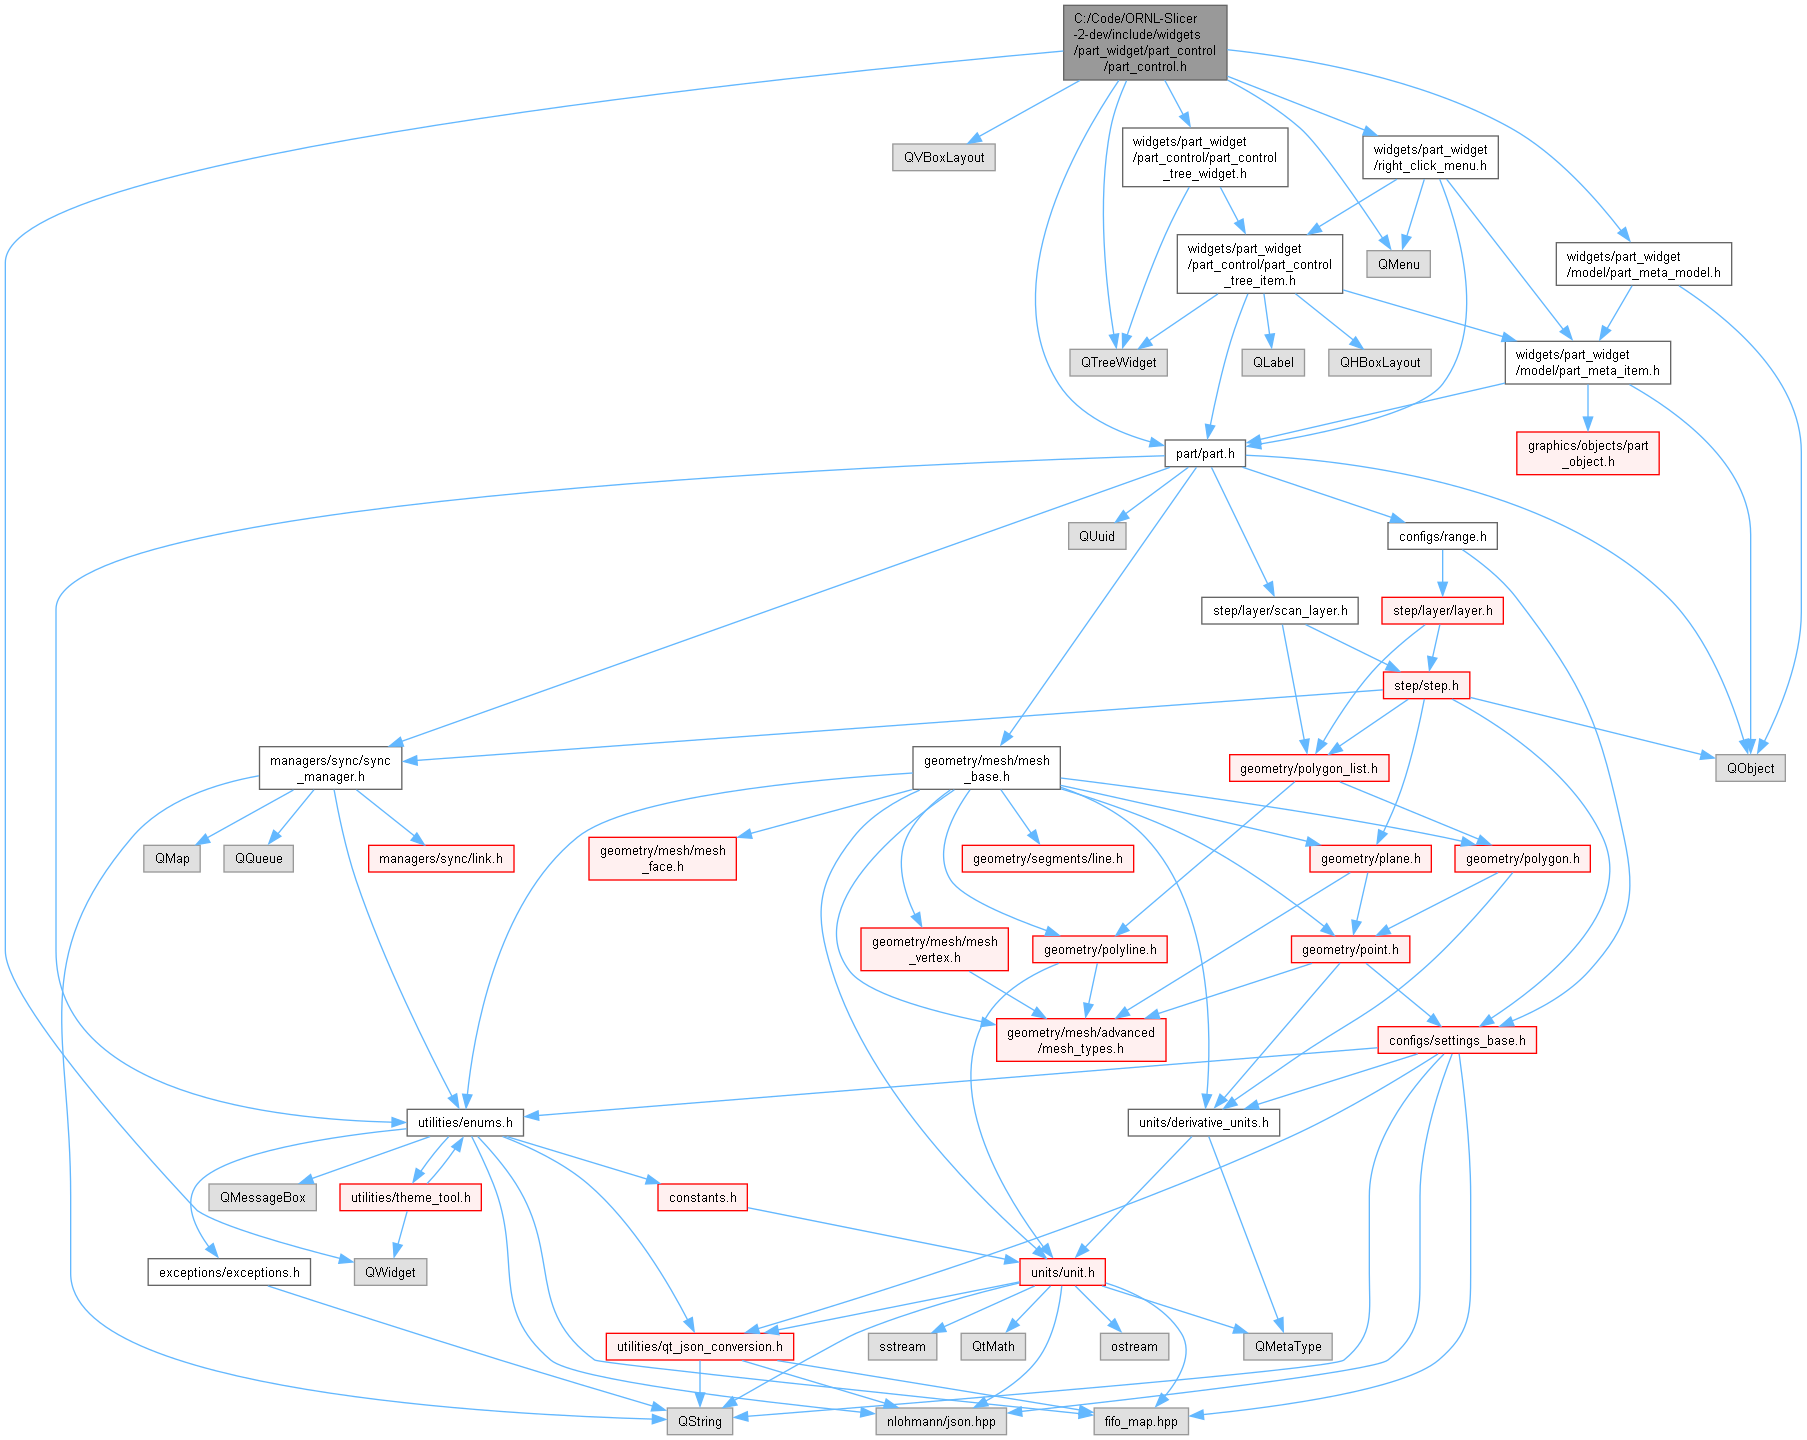 C:/Code/ORNL-Slicer
-2-dev/include/widgets
/part_widget/part_control
/part_control.h
QVBoxLayout
widgets/part_widget
/part_control/part_control
_tree_widget.h
widgets/part_widget
/right_click_menu.h
widgets/part_widget
/part_control/part_control
_tree_item.h
QMenu
widgets/part_widget
/model/part_meta_model.h
QTreeWidget
QLabel
QHBoxLayout
widgets/part_widget
/model/part_meta_item.h
part/part.h
graphics/objects/part
_object.h
QUuid
configs/range.h
step/layer/scan_layer.h
step/layer/layer.h
step/step.h
managers/sync/sync
_manager.h
geometry/mesh/mesh
_base.h
geometry/polygon_list.h
QObject
QMap
QQueue
managers/sync/link.h
geometry/mesh/mesh
_face.h
geometry/segments/line.h
geometry/plane.h
geometry/polygon.h
geometry/mesh/mesh
_vertex.h
geometry/polyline.h
geometry/point.h
geometry/mesh/advanced
/mesh_types.h
configs/settings_base.h
utilities/enums.h
units/derivative_units.h
QMessageBox
utilities/theme_tool.h
constants.h
exceptions/exceptions.h
QWidget
units/unit.h
utilities/qt_json_conversion.h
sstream
QtMath
ostream
QMetaType
QString
nlohmann/json.hpp
fifo_map.hpp